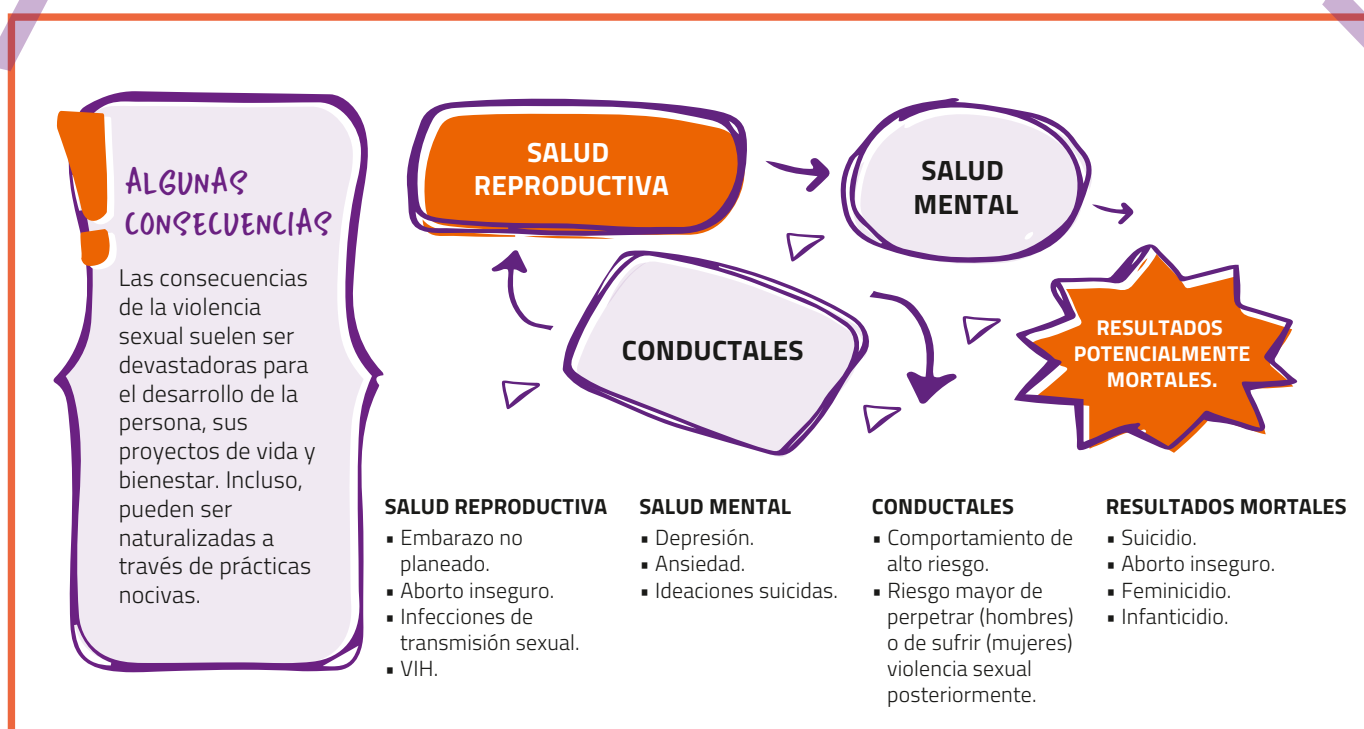 ALGUNAS
CONSECUENCIAS
Las consecuencias
de la violencia
sexual suelen ser
devastadoras para
el desarrollo de la
persona, sus
proyectos de vida y
bienestar. Incluso,
pueden ser
naturalizadas a
través de prácticas
nocivas.
SALUD
REPRODUCTIVA
SALUD
MENTAL
CONDUCTALES
RESULTADOS
POTENCIALMENTE
MORTALES.
SALUD REPRODUCTIVA
▪ Embarazo no
planeado.
▪ Aborto inseguro.
▪ Infecciones de
transmisión sexual.
▪ VIH.
SALUD MENTAL
▪ Depresión.
▪ Ansiedad.
▪ Ideaciones suicidas.
CONDUCTALES
▪ Comportamiento de
alto riesgo.
▪ Riesgo mayor de
perpetrar (hombres)
o de sufrir (mujeres)
violencia sexual
posteriormente.
RESULTADOS MORTALES
▪ Suicidio.
▪ Aborto inseguro.
▪ Feminicidio.
▪ Infanticidio.